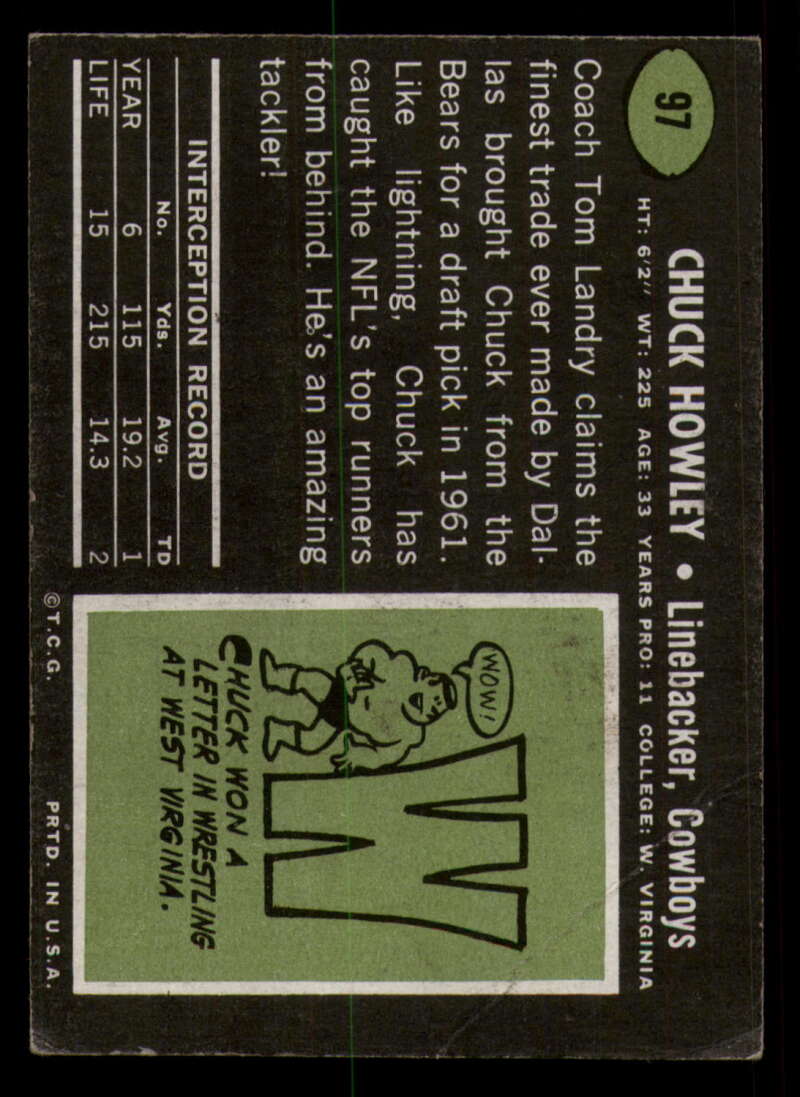 97
CHUCK HOWLEY • Linebacker, Cowboys
HT: 6'2" WT: 225 AGE: 33 YEARS PRO: 11 COLLEGE: W. VIRGINIA
Coach Tom Landry claims the
finest trade ever made by Dal-
las brought Chuck from the
Bears for a draft pick in 1961.
Like lightning, Chuck has
caught the NFL's top runners
from behind. He's an amazing
tackler!
INTERCEPTION RECORD
No. Yds. Avg. TD
YEAR 6 115 19.2 1
LIFE 15 215 14.3 2
WOW!
W
CHUCK WON A
LETTER IN WRESTLING
AT WEST VIRGINIA.
©T.C.G. PRTD. IN U.S.A.